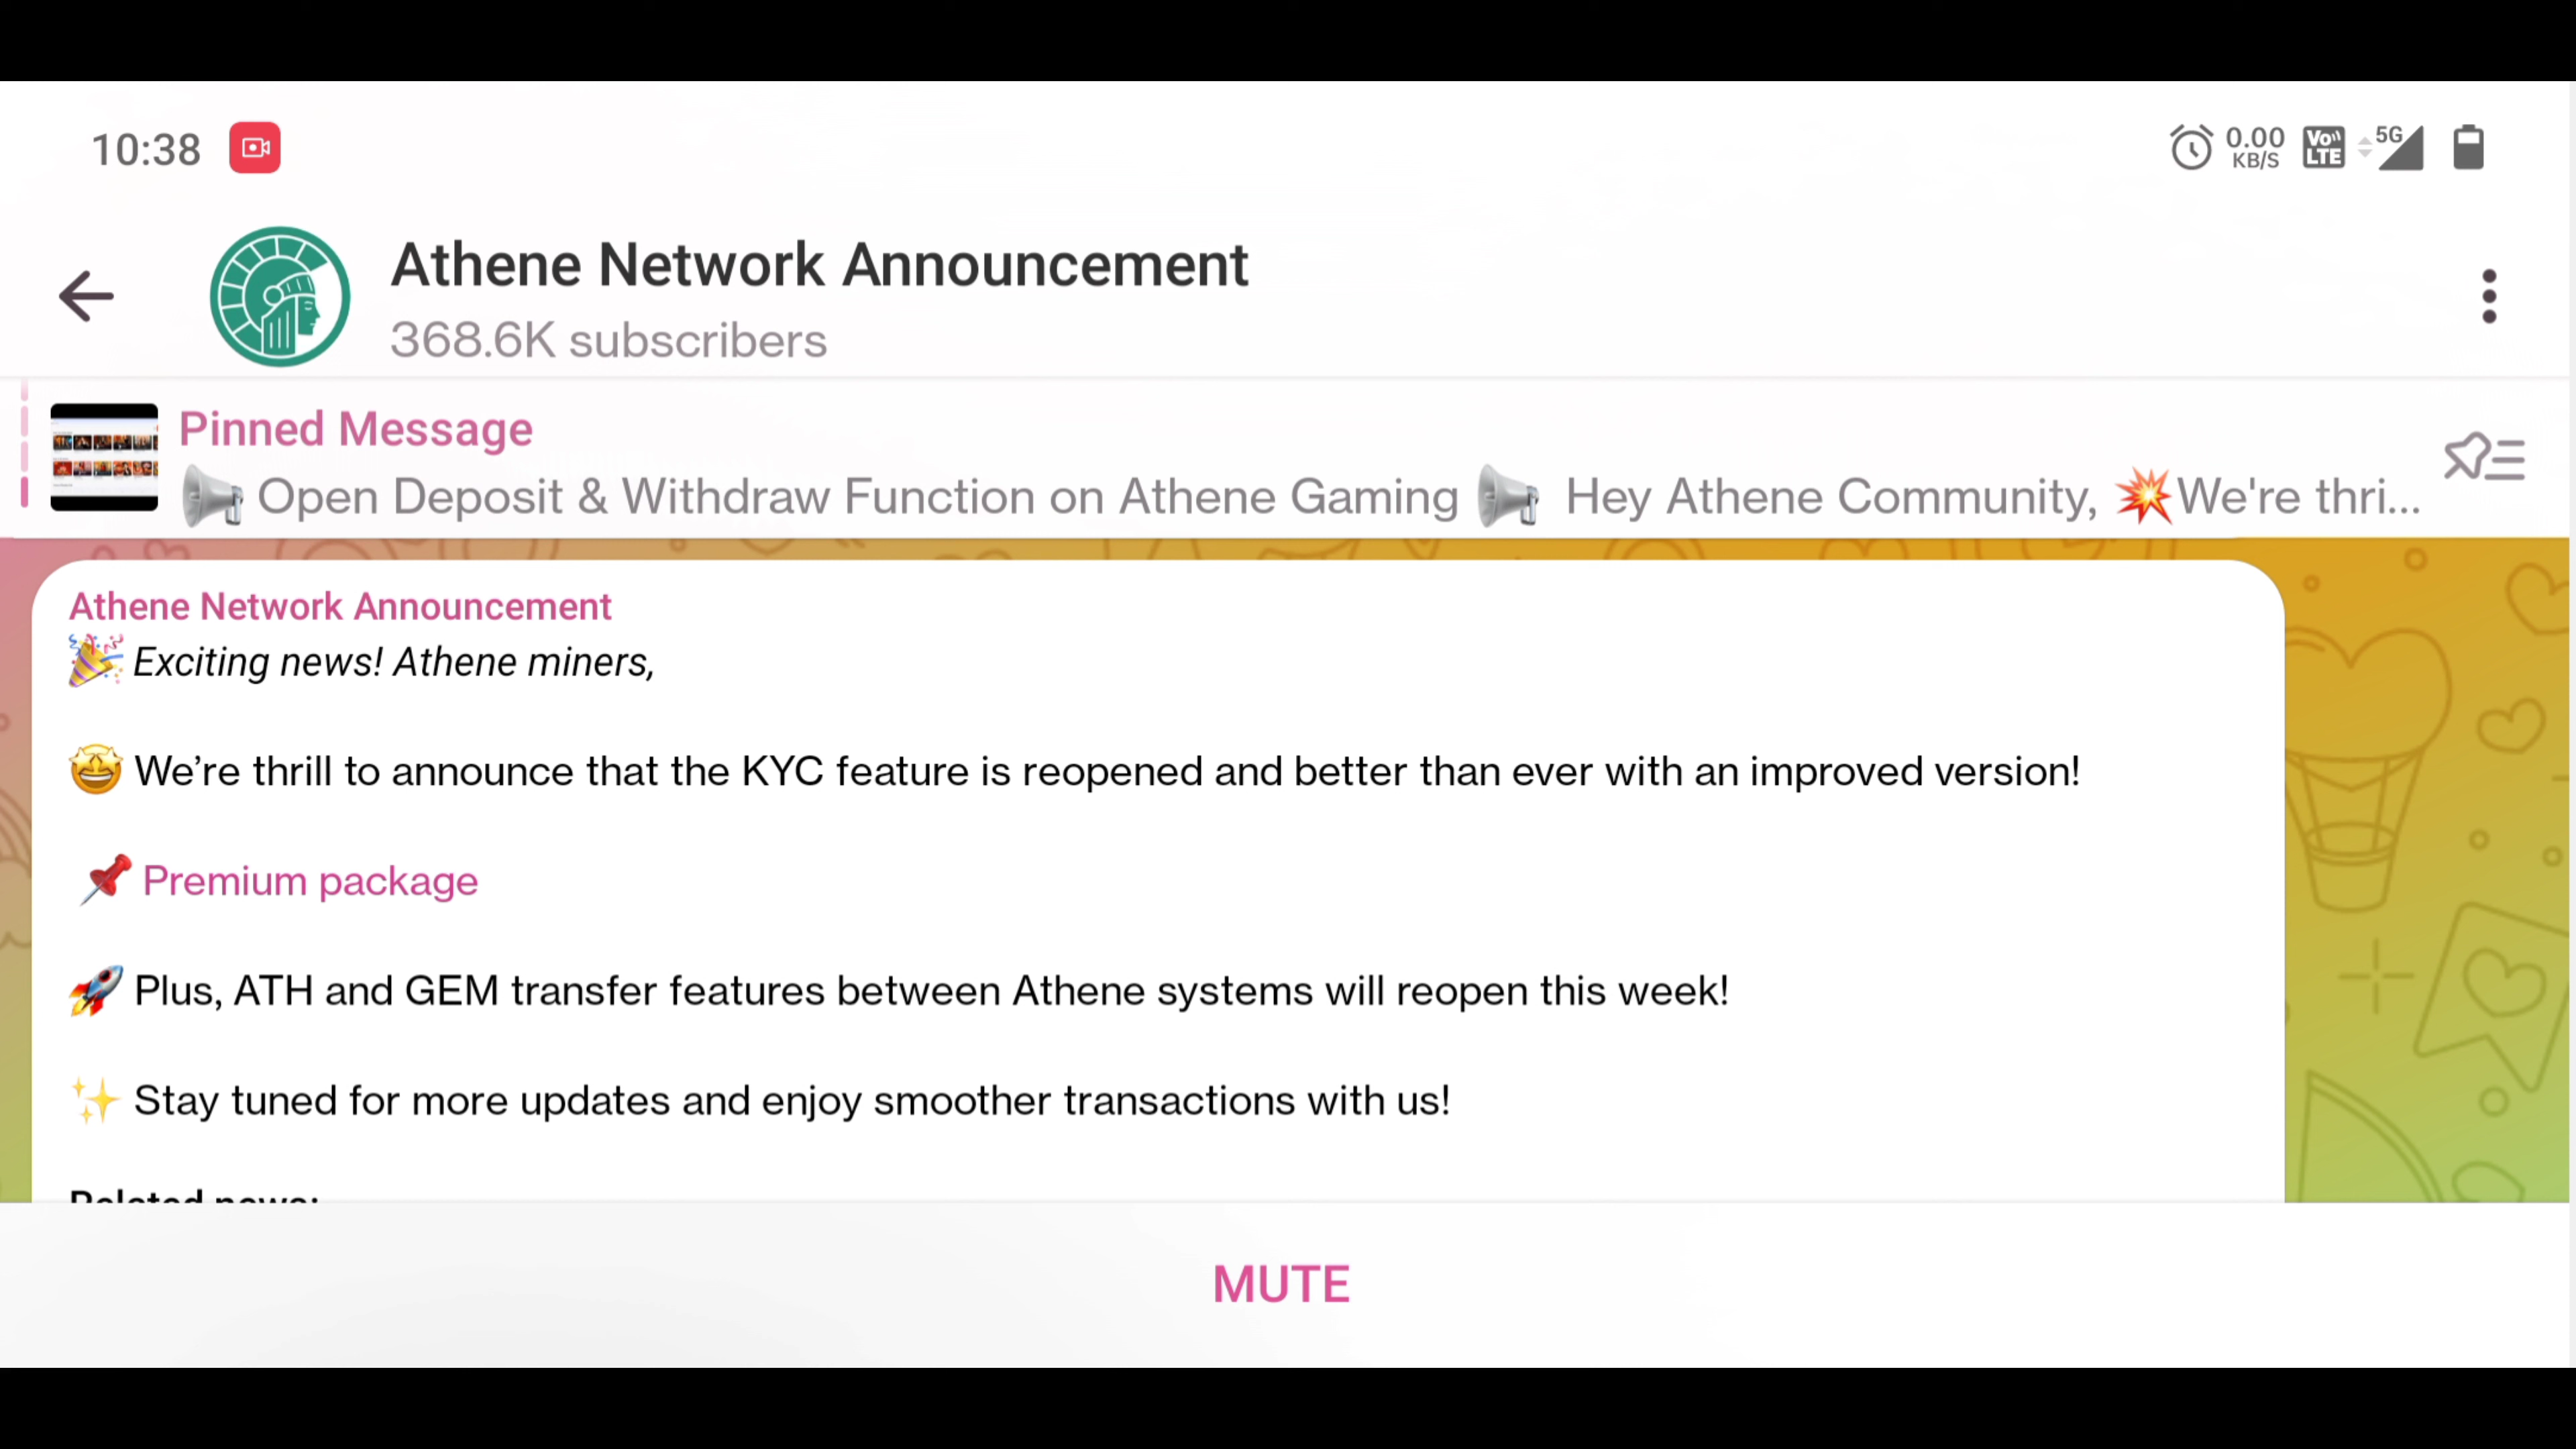 10:38
0.00
KB/S
Vo
LTE
5G
Athene Network Announcement
368.6K subscribers
Pinned Message
📢 Open Deposit & Withdraw Function on Athene Gaming 📢 Hey Athene Community, 💥We're thri...
Athene Network Announcement
🎉 Exciting news! Athene miners,
🤩 We’re thrill to announce that the KYC feature is reopened and better than ever with an improved version!
📌 Premium package
🚀 Plus, ATH and GEM transfer features between Athene systems will reopen this week!
✨ Stay tuned for more updates and enjoy smoother transactions with us!
Related news:
MUTE